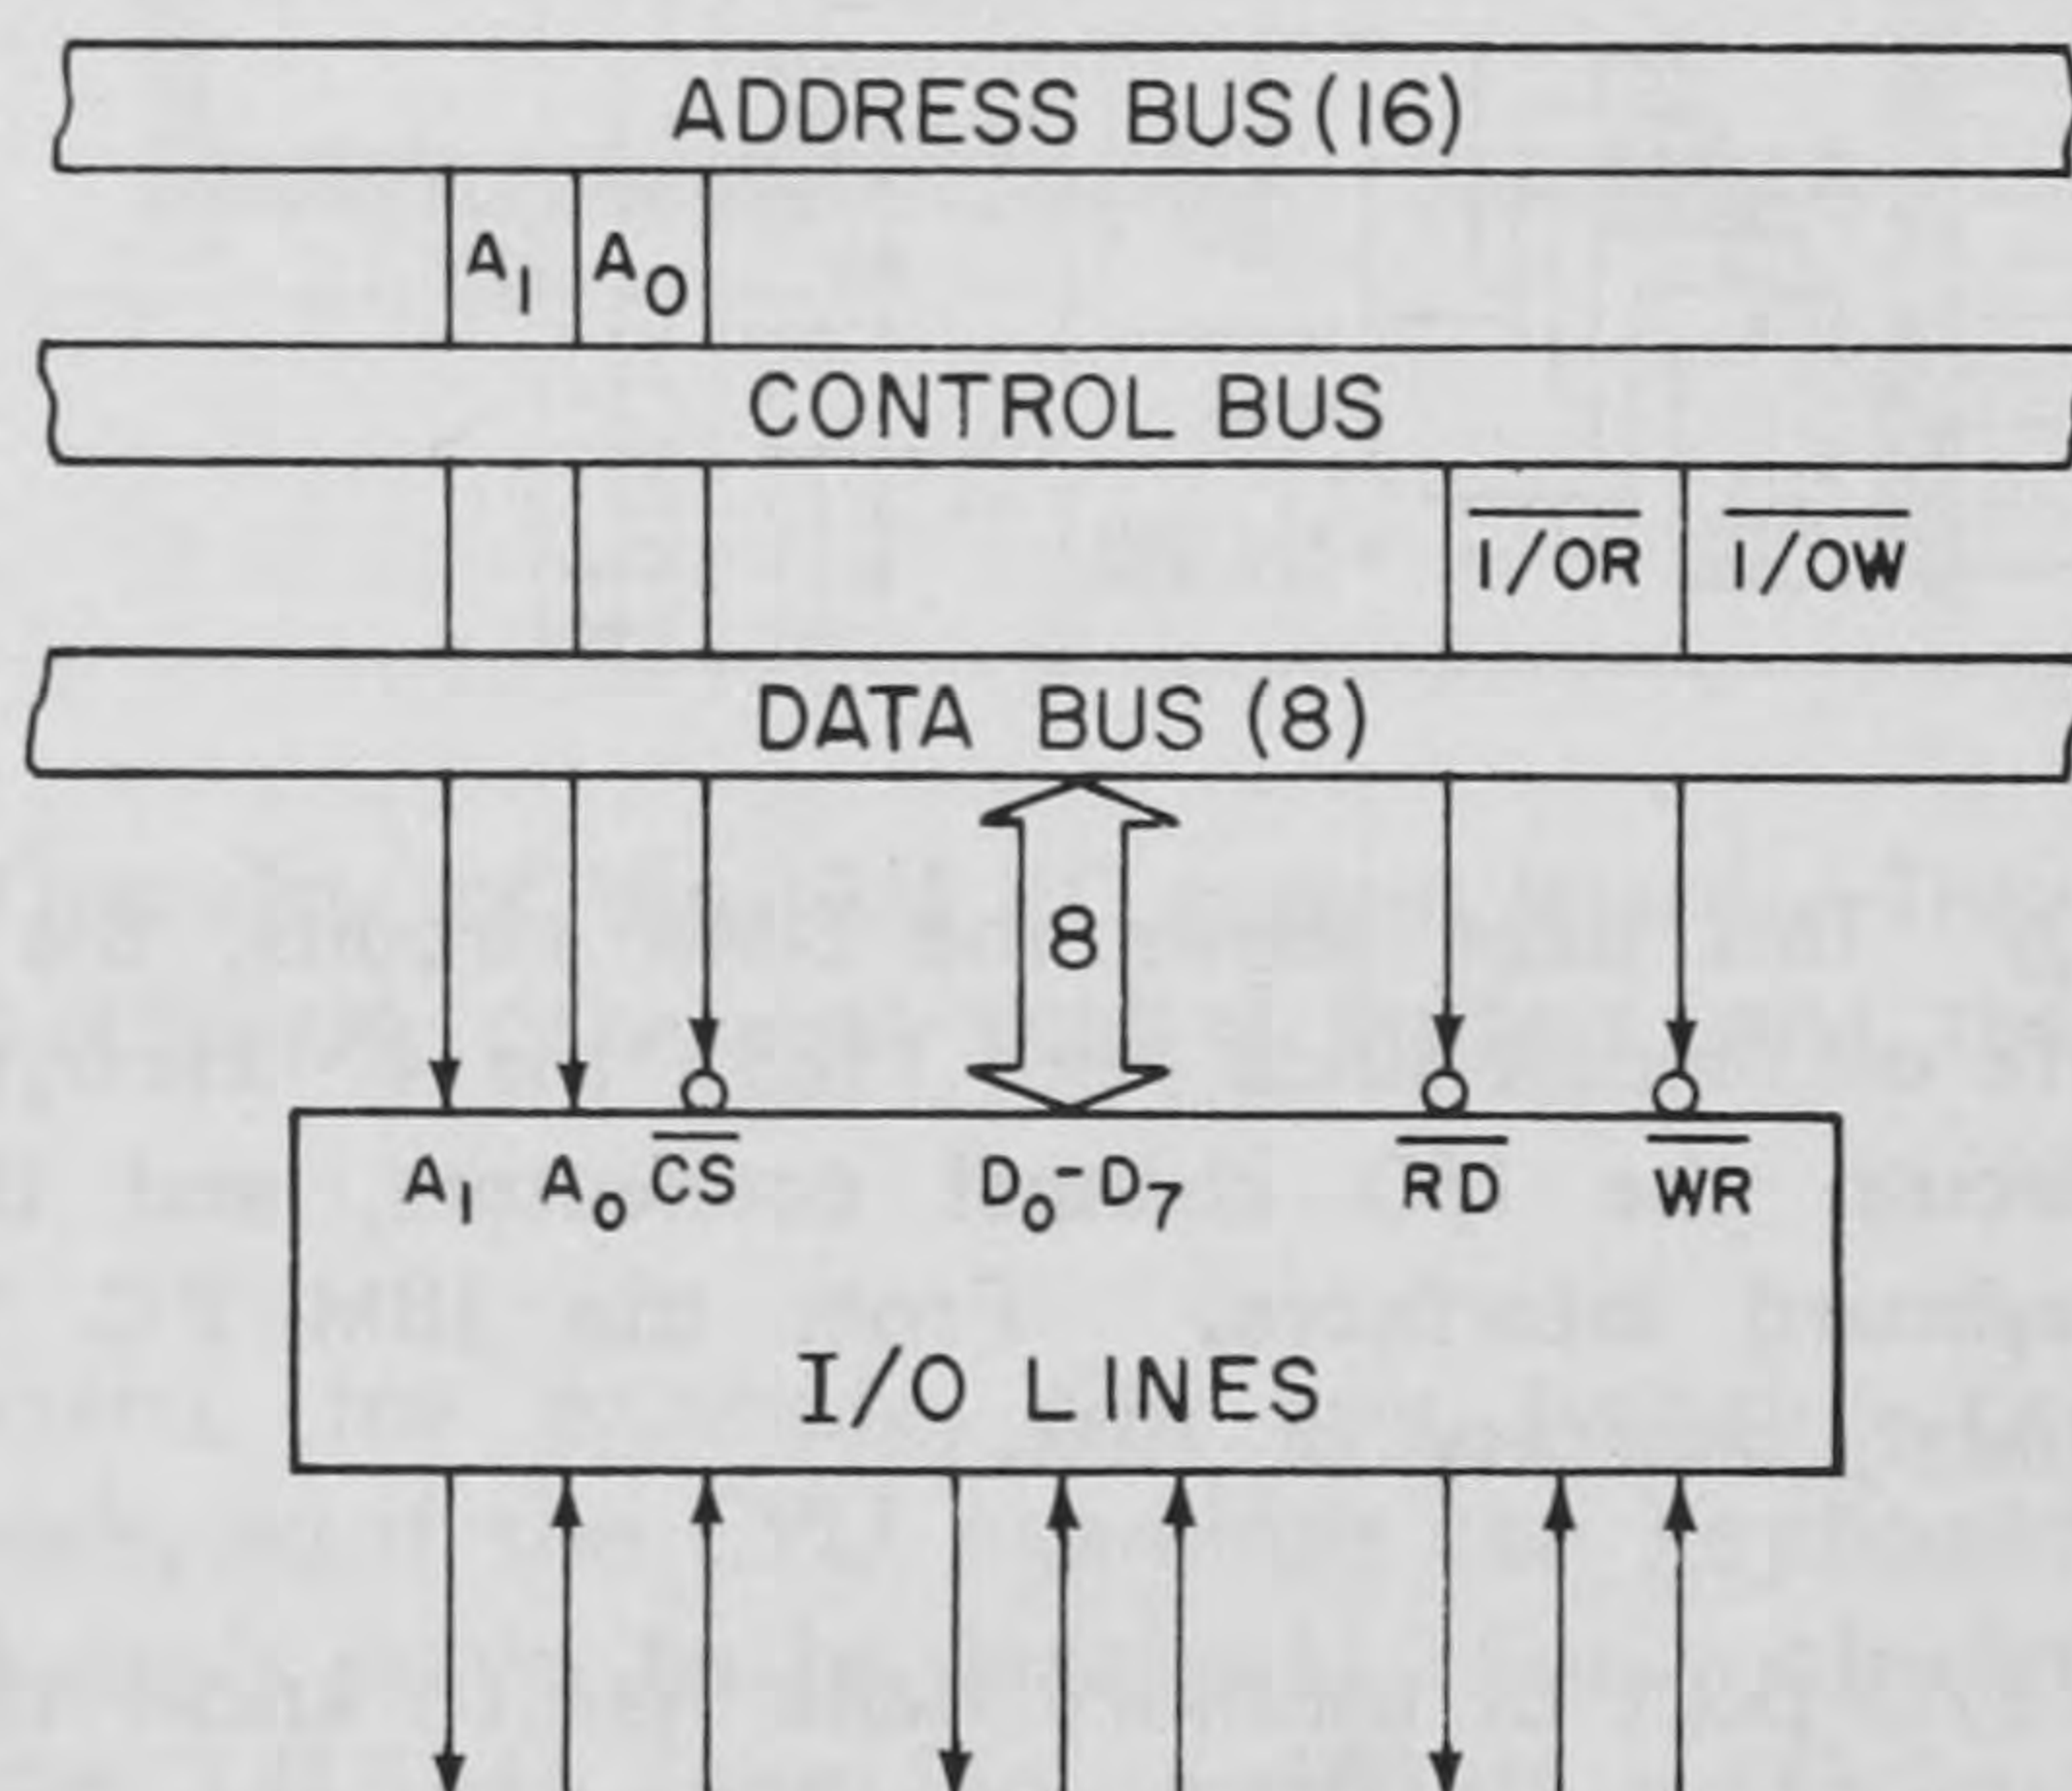 ADDRESS BUS (16)
A1 A0
CONTROL BUS
I/OR I/OW
DATA BUS (8)
8
A1 A0 CS D0-D7 RD WR
I/O LINES